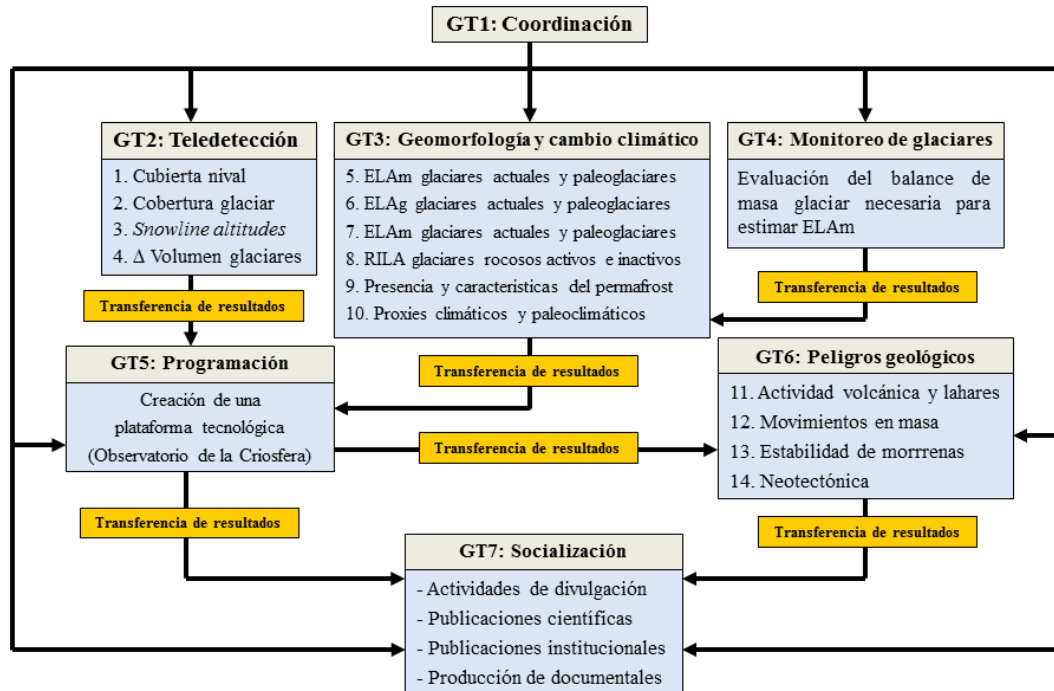 GT1: Coordinación
GT2: Teledetección
1. Cubierta nival
2. Cobertura glaciar
3. Snowline altitudes
4. Δ Volumen glaciares
GT3: Geomorfología y cambio climático
5. ELAm glaciares actuales y paleoglaciares
6. ELAg glaciares actuales y paleoglaciares
7. ELAm glaciares actuales y paleoglaciares
8. RILA glaciares rocosos activos e inactivos
9. Presencia y características del permafrost
10. Proxies climáticos y paleoclimáticos
GT4: Monitoreo de glaciares
Evaluación del balance de
masa glaciar necesaria para
estimar ELAm
Transferencia de resultados
Transferencia de resultados
Transferencia de resultados
GT5: Programación
Creación de una
plataforma tecnológica
(Observatorio de la Criosfera)
Transferencia de resultados
GT6: Peligros geológicos
11. Actividad volcánica y lahares
12. Movimientos en masa
13. Estabilidad de morrrenas
14. Neotectónica
Transferencia de resultados
Transferencia de resultados
GT7: Socialización
- Actividades de divulgación
- Publicaciones científicas
- Publicaciones institucionales
- Producción de documentales